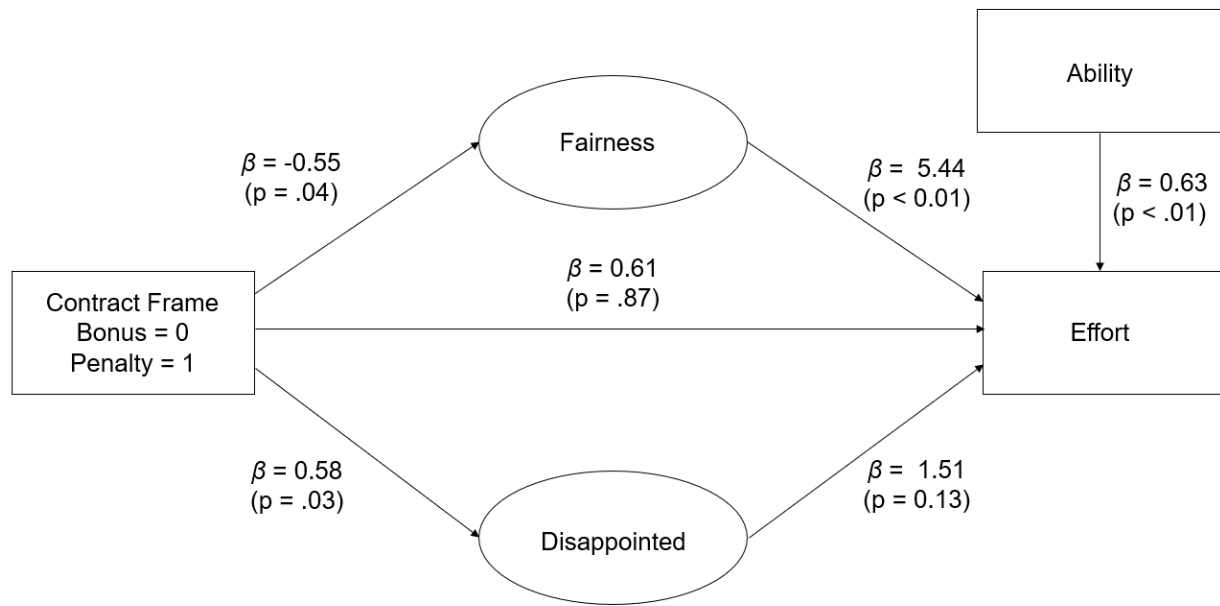 Ability
Fairness
β = -0.55
(p = .04)
β = 5.44
(p < 0.01)
β = 0.63
(p < .01)
β = 0.61
(p = .87)
Contract Frame
Bonus = 0
Penalty = 1
Effort
β = 0.58
(p = .03)
β = 1.51
(p = 0.13)
Disappointed